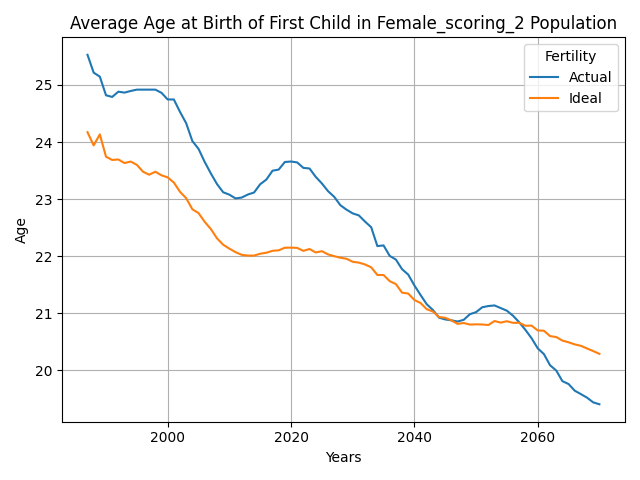 Average Age at Birth of First Child in Female_scoring_2 Population
Fertility
Actual
Ideal
Age
25
24
23
22
21
20
2000
2020
2040
2060
Years